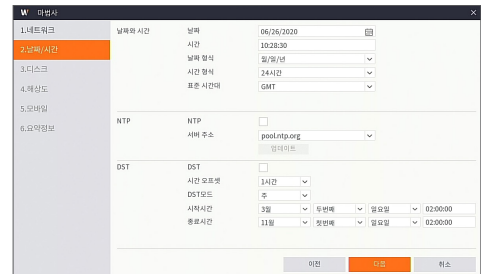 W 마법사
1.네트워크
2.날짜/시간
3.디스크
4.해상도
5.모바일
6.요약정보
날짜와 시간 날짜 06/26/2020
시간 10:28:30
날짜 형식 월/일/년
시간 형식 24시간
표준 시간대 GMT
NTP NTP
서버 주소 pool.ntp.org
업데이트
DST DST
시간 오프셋 1시간
DST모드 주
시작시간 3월 두번째 일요일 02:00:00
종료시간 11월 첫번째 일요일 02:00:00
이전 다음 취소